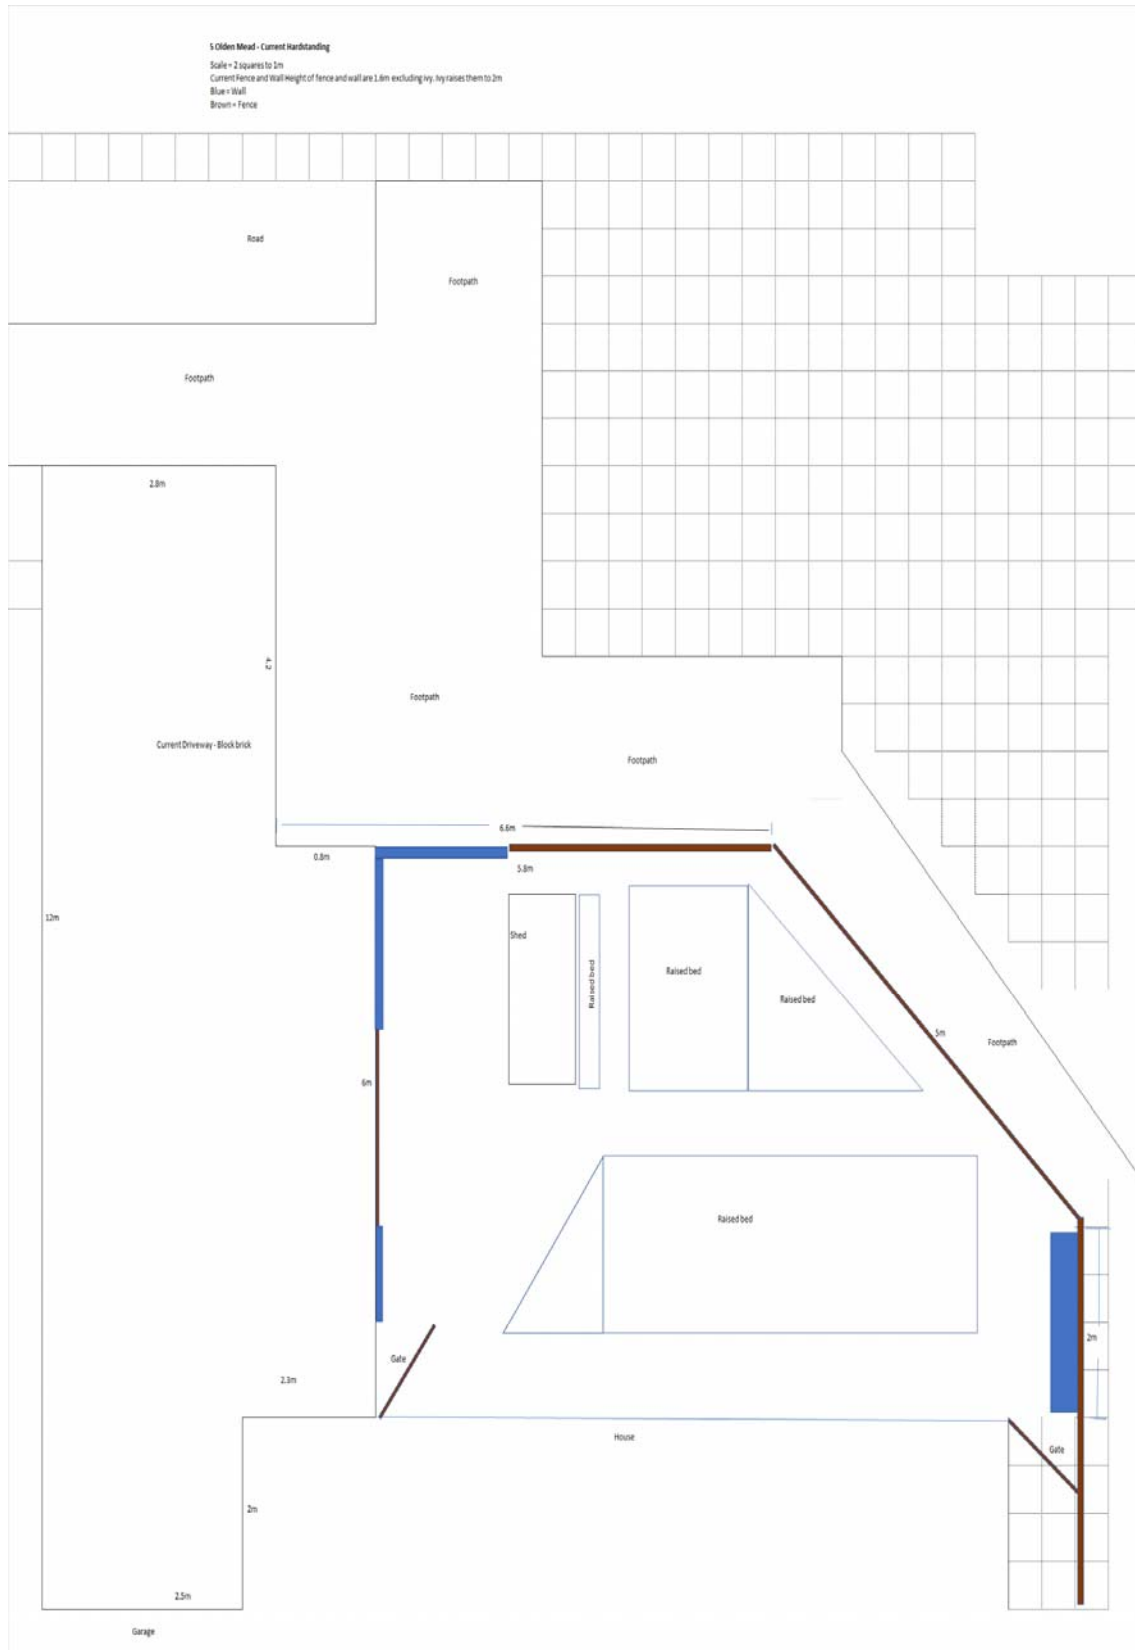 5 Olden Mead - Current Hardstanding
Scale = 2 squares to 1m
Current Fence and Wall Height of fence and wall are 1.6m excluding ivy. Ivy raises them to 2m
Blue = Wall
Brown = Fence
Road
Footpath
Footpath
2.8m
4.2
Footpath
Current Driveway - Block brick
Footpath
6.6m
0.8m
5.8m
12m
Shed
Raised bed
Raised bed
Raised bed
5m
Footpath
6m
Raised bed
2m
Gate
2.3m
House
Gate
2m
2.5m
Garage